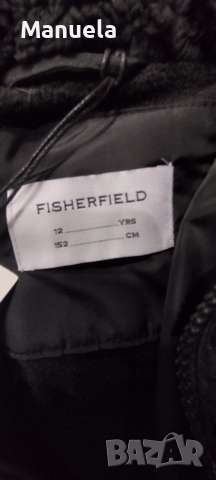 Manuela
FISHERFIELD
12 ............... YRS
152 ............... CM
BAZAR